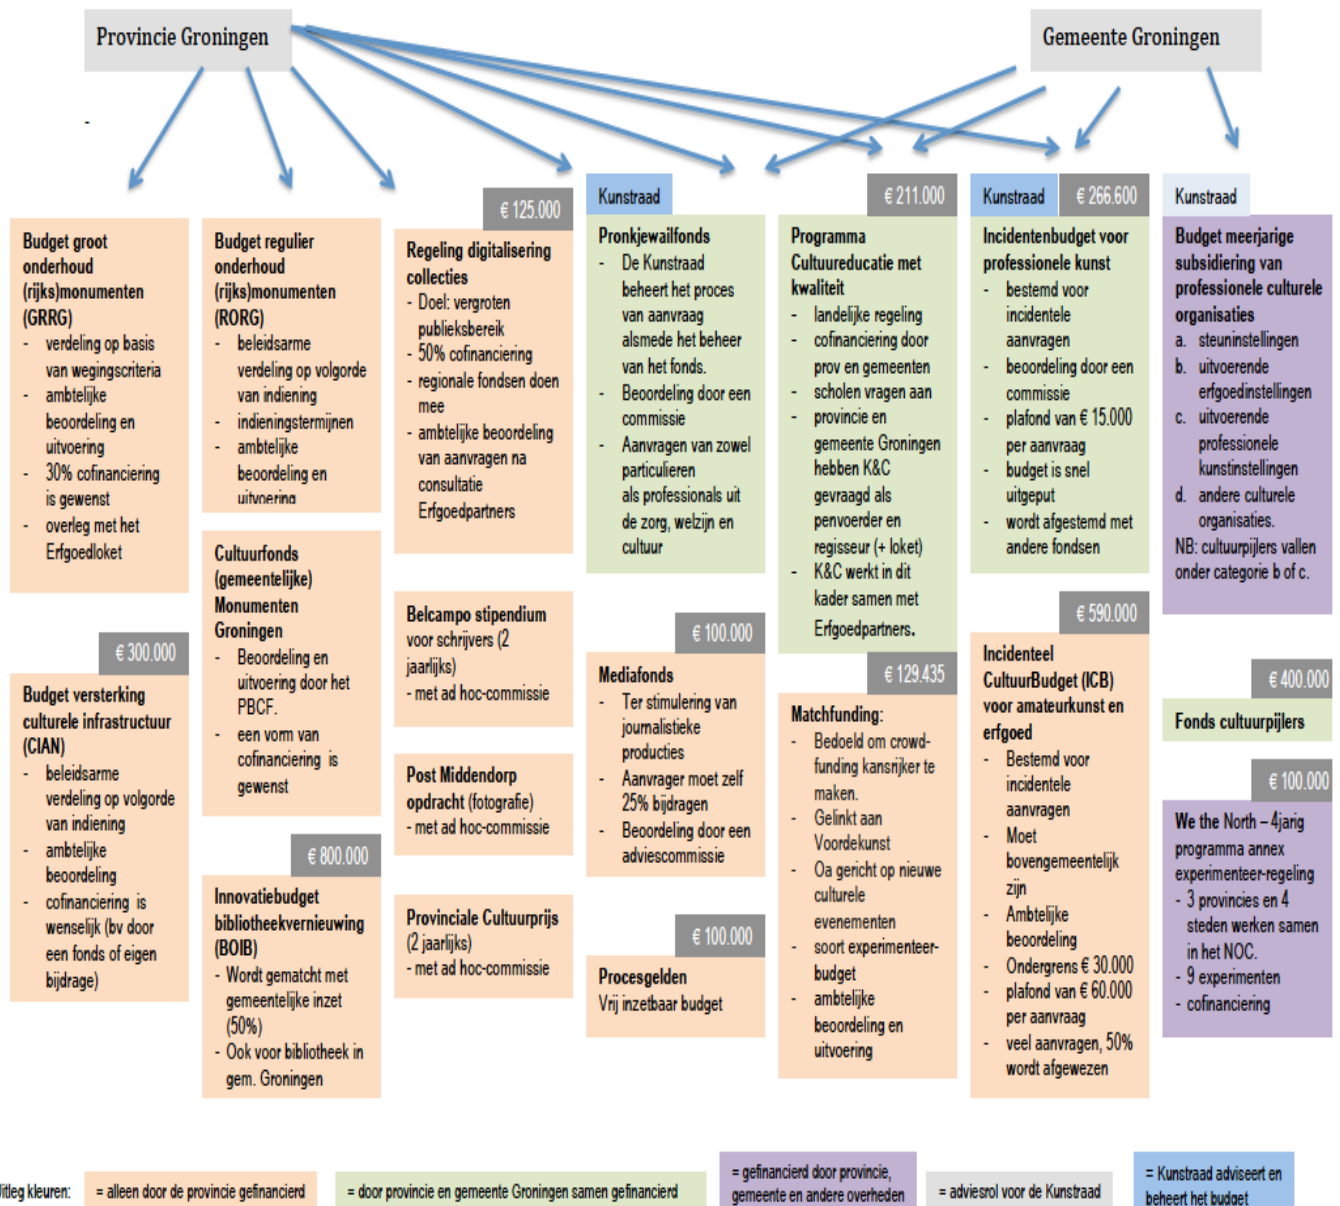 Provincie Groningen
Gemeente Groningen
-
Budget groot
onderhoud
(rijks)monumenten
(GRRG)
- verdeling op basis
van wegingscriteria
- ambtelijke
beoordeling en
uitvoering
- 30% cofinanciering
is gewenst
- overleg met het
Erfgoedloket
€ 300.000
Budget versterking
culturele infrastructuur
(CIAN)
- beleidsarme
verdeling op volgorde
van indiening
- ambtelijke
beoordeling
- cofinanciering is
wenselijk (bv door
een fonds of eigen
bijdrage)
Budget regulier
onderhoud
(rijks)monumenten
(RORG)
- beleidsarme
verdeling op volgorde
van indiening
- indieningstermijnen
- ambtelijke
beoordeling en
uitvoering
Cultuurfonds
(gemeentelijke)
Monumenten
Groningen
- Beoordeling en
uitvoering door het
PBCF.
- een vorm van
cofinanciering is
gewenst
€ 800.000
Innovatiebudget
bibliotheekvernieuwing
(BOIB)
- Wordt gematcht met
gemeentelijke inzet
(50%)
- Ook voor bibliotheek in
gem. Groningen
€ 125.000
Regeling digitalisering
collecties
- Doel: vergroten
publieksbereik
- 50% cofinanciering
- regionale fondsen doen
mee
- ambtelijke beoordeling
van aanvragen na
consultatie
Erfgoedpartners
Belcampo stipendium
voor schrijvers (2
jaarlijks)
- met ad hoc-commissie
Post Middendorp
opdracht (fotografie)
- met ad hoc-commissie
Provinciale Cultuurprijs
(2 jaarlijks)
- met ad hoc-commissie
Kunstraad
Pronkjewailfonds
- De Kunstraad
beheert het proces
van aanvraag
alsmede het beheer
van het fonds.
- Beoordeling door een
commissie
- Aanvragen van zowel
particulieren
als professionals uit
de zorg, welzijn en
cultuur
€ 100.000
Mediafonds
- Ter stimulering van
journalistieke
producties
- Aanvrager moet zelf
25% bijdragen
- Beoordeling door een
adviescommissie
€ 100.000
Procesgelden
Vrij inzetbaar budget
€ 211.000
Programma
Cultuureducatie met
kwaliteit
- landelijke regeling
- cofinanciering door
prov en gemeenten
- scholen vragen aan
- provincie en
gemeente Groningen
hebben K&C
gevraagd als
penvoerder en
regisseur (+ loket)
- K&C werkt in dit
kader samen met
Erfgoedpartners.
€ 129.435
Matchfunding:
- Bedoeld om crowd-
funding kansrijker te
maken.
- Gelinkt aan
Voordekunst
- Oa gericht op nieuwe
culturele
evenementen
- soort experimenteer-
budget
- ambtelijke
beoordeling en
uitvoering
Kunstraad € 266.600
Incidentenbudget voor
professionele kunst
- bestemd voor
incidentele
aanvragen
- beoordeling door een
commissie
- plafond van € 15.000
per aanvraag
- budget is snel
uitgeput
- wordt afgestemd met
andere fondsen
€ 590.000
Incidenteel
CultuurBudget (ICB)
voor amateurkunst en
erfgoed
- Bestemd voor
incidentele
aanvragen
- Moet
bovengemeentelijk
zijn
- Ambtelijke
beoordeling
- Ondergrens € 30.000
- plafond van € 60.000
per aanvraag
- veel aanvragen, 50%
wordt afgewezen
Kunstraad
Budget meerjarige
subsidiering van
professionele culturele
organisaties
a. steuninstellingen
b. uitvoerende
erfgoedinstellingen
c. uitvoerende
professionele
kunstinstellingen
d. andere culturele
organisaties.
NB: cultuurpijlers vallen
onder categorie b of c.
€ 400.000
Fonds cultuurpijlers
€ 100.000
We the North – 4jarig
programma annex
experimenteer-regeling
- 3 provincies en 4
steden werken samen
in het NOC.
- 9 experimenten
- cofinanciering
Uitleg kleuren:
= alleen door de provincie gefinancierd
= door provincie en gemeente Groningen samen gefinancierd
= gefinancierd door provincie,
gemeente en andere overheden
= adviesrol voor de Kunstraad
= Kunstraad adviseert en
beheert het budget